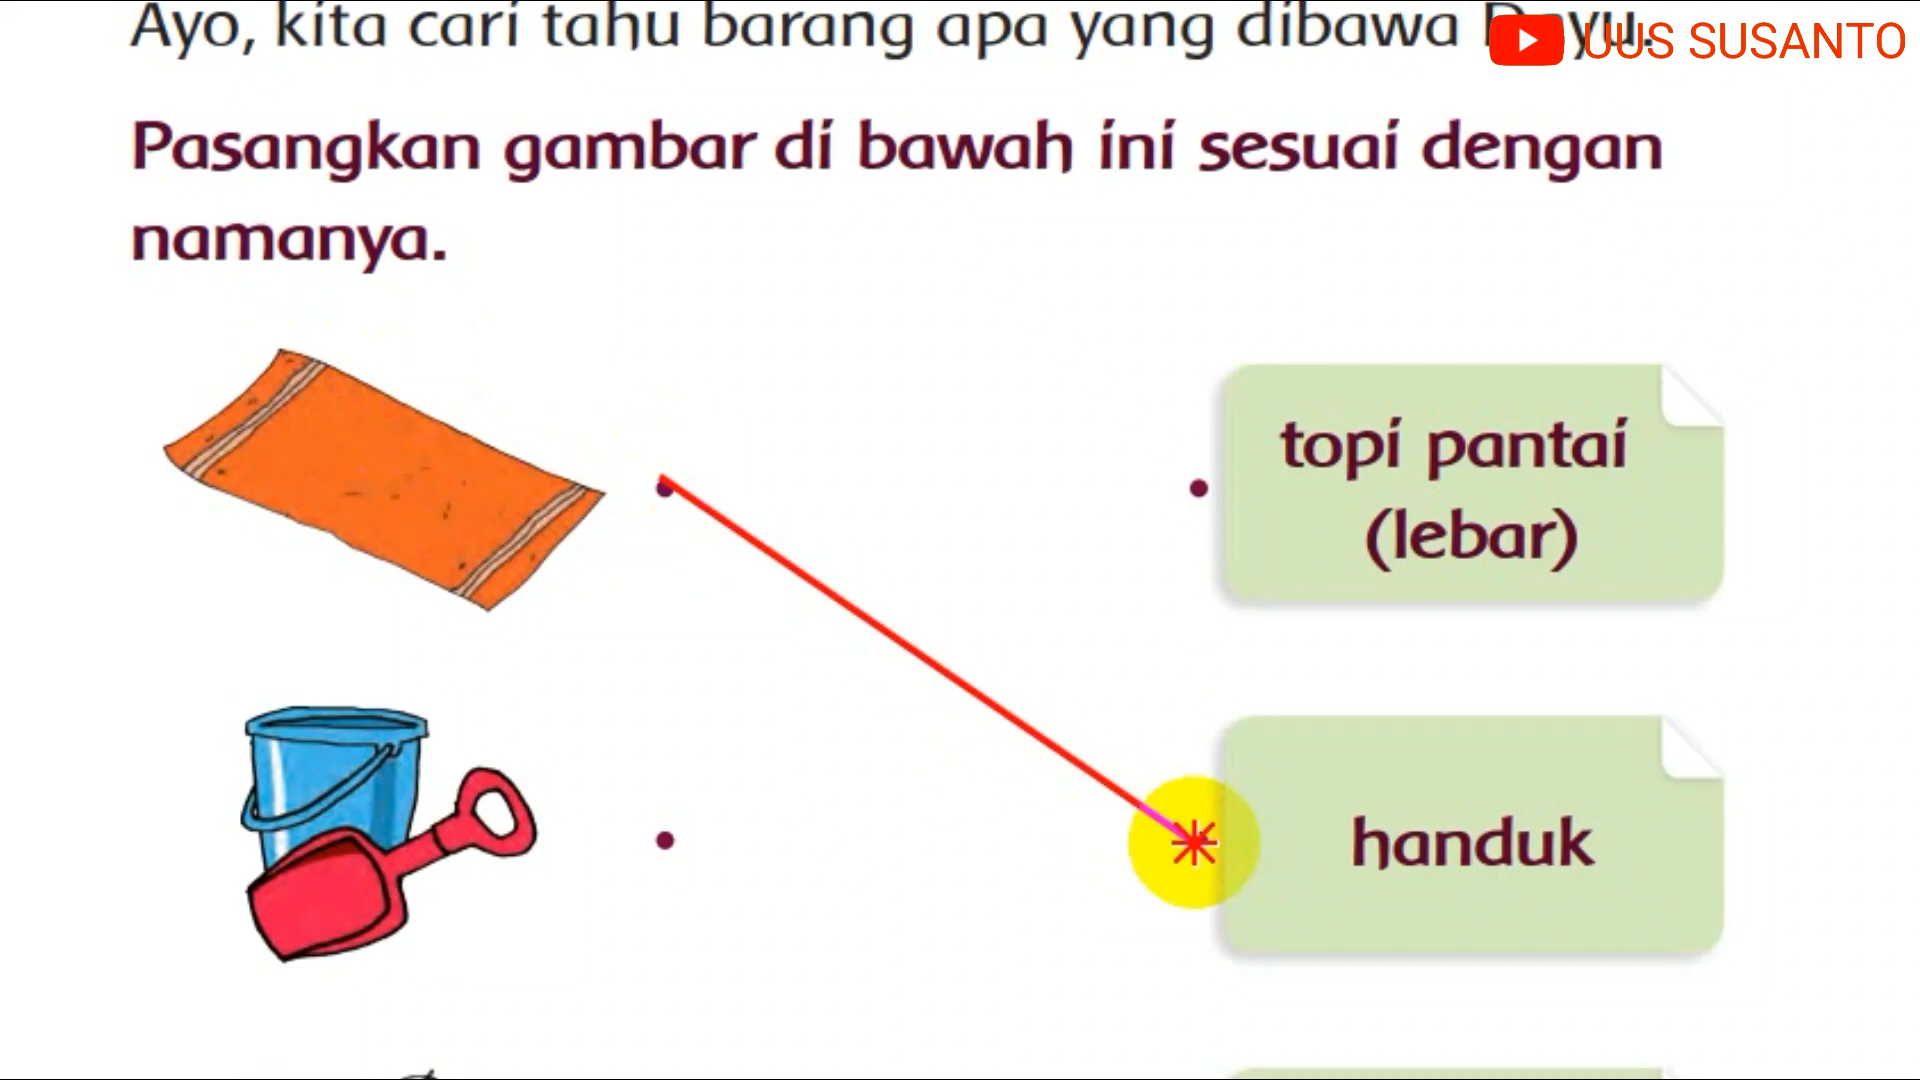 Ayo, kita cari tahu barang apa yang dibawa
UUS SUSANTO
Pasangkan gambar di bawah ini sesuai dengan
namanya.
topi pantai
(lebar)
handuk